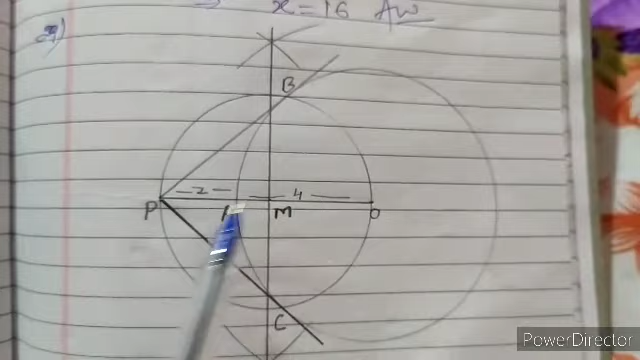 ⇒ x = 16 Ans
B
2 4
P M O
C
PowerDirector